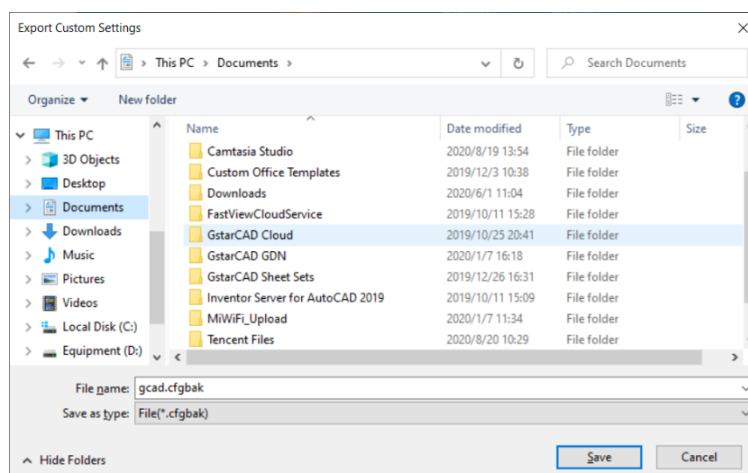 Export Custom Settings
This PC > Documents >
Search Documents
Organize
New folder
Name Date modified Type Size
This PC
3D Objects
Desktop
Documents
Downloads
Music
Pictures
Videos
Local Disk (C:)
Equipment (D:)
Camtasia Studio 2020/8/19 13:54 File folder
Custom Office Templates 2019/12/3 10:38 File folder
Downloads 2020/6/1 11:04 File folder
FastViewCloudService 2019/10/11 15:28 File folder
GstarCAD Cloud 2019/10/25 20:41 File folder
GstarCAD GDN 2020/1/7 16:18 File folder
GstarCAD Sheet Sets 2019/12/26 16:31 File folder
Inventor Server for AutoCAD 2019 2019/10/11 15:09 File folder
MiWiFi_Upload 2020/1/7 11:34 File folder
Tencent Files 2020/8/20 10:29 File folder
File name: gcad.cfgbak
Save as type: File(*.cfgbak)
Hide Folders
Save
Cancel